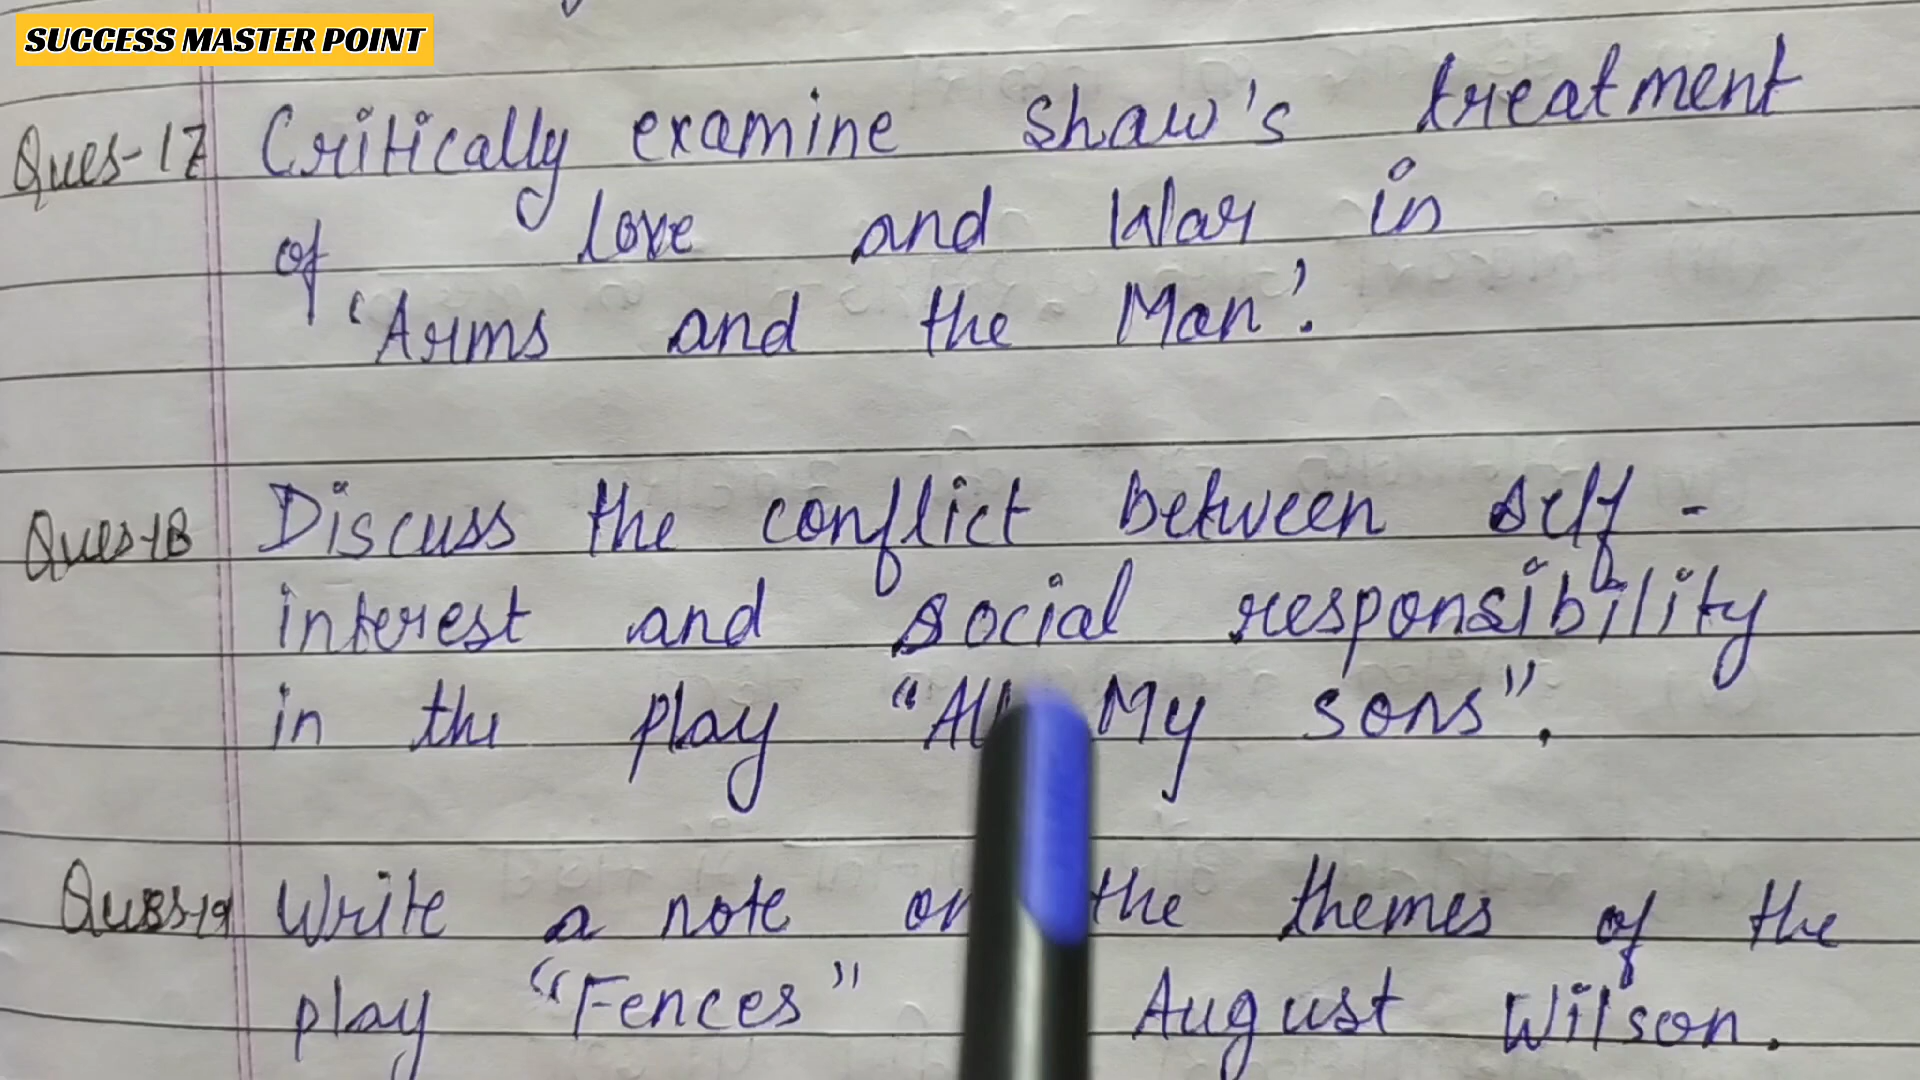 SUCCESS MASTER POINT
Ques-17 Critically examine Shaw's treatment
of love and War in
'Arms and the Man'.
Ques-18 Discuss the conflict between self-
interest and social responsibility
in the play "All My sons".
Ques-19 Write a note on the themes of the
play "Fences" August Wilson.